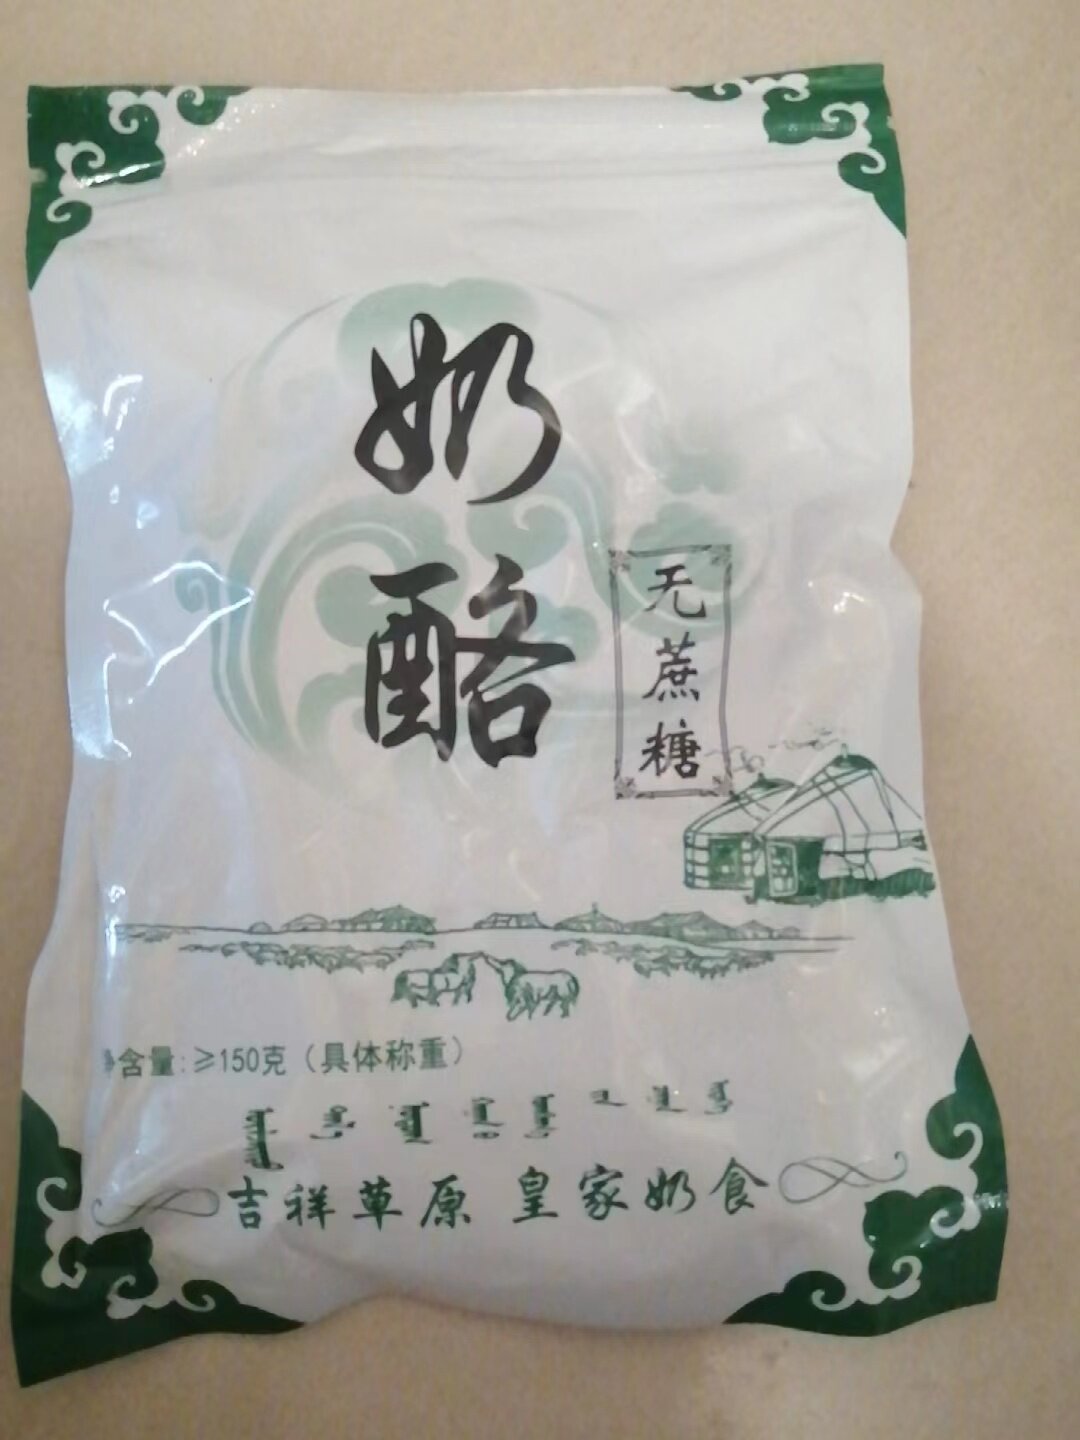 奶酪
无蔗糖
净含量:≥150克（具体称重）
吉祥草原 皇家奶食